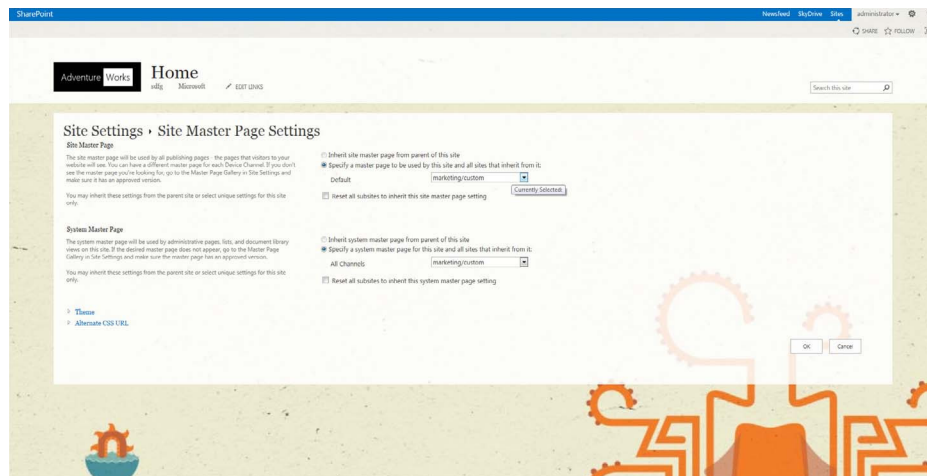 SharePoint
Newsfeed SkyDrive Sites administrator
SHARE FOLLOW
Adventure Works
Home
Microsoft EDIT LINKS
Search this site
Site Settings › Site Master Page Settings
Site Master Page
The site master page will be used by all publishing pages - the pages that visitors to your
website will see. You can have a different master page for each Device Channel. If you don't
see the master page you're looking for, go to the Master Page Gallery in Site Settings and
make sure it has an approved version.
You may inherit these settings from the parent site or select unique settings for this site
only.
Inherit site master page from parent of this site
Specify a master page to be used by this site and all sites that inherit from it:
Default marketing/custom
Currently Selected:
Reset all subsites to inherit this site master page setting
System Master Page
The system master page will be used by administrative pages, lists, and document library
views on this site. If the desired master page does not appear, go to the Master Page
Gallery in Site Settings and make sure the master page has an approved version.
You may inherit these settings from the parent site or select unique settings for this site
only.
Inherit system master page from parent of this site
Specify a system master page for this site and all sites that inherit from it:
All Channels marketing/custom
Reset all subsites to inherit this system master page setting
Theme
Alternate CSS URL
OK Cancel